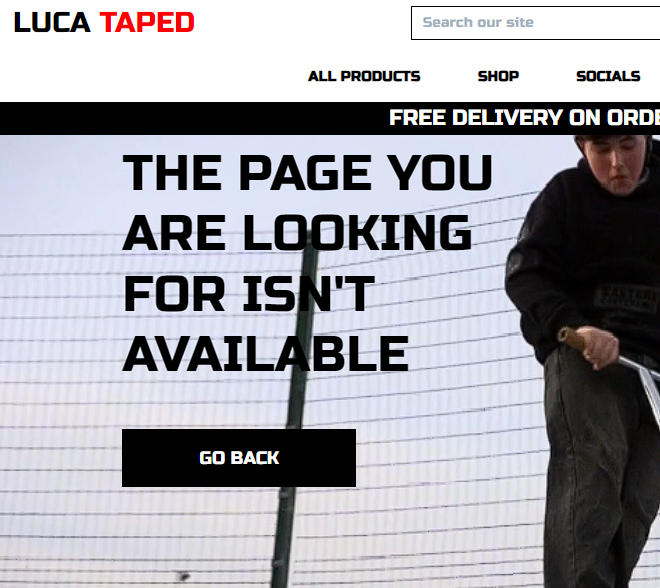 LUCA TAPED
Search our site
ALL PRODUCTS SHOP SOCIALS
FREE DELIVERY ON ORDE
THE PAGE YOU
ARE LOOKING
FOR ISN'T
AVAILABLE
GO BACK